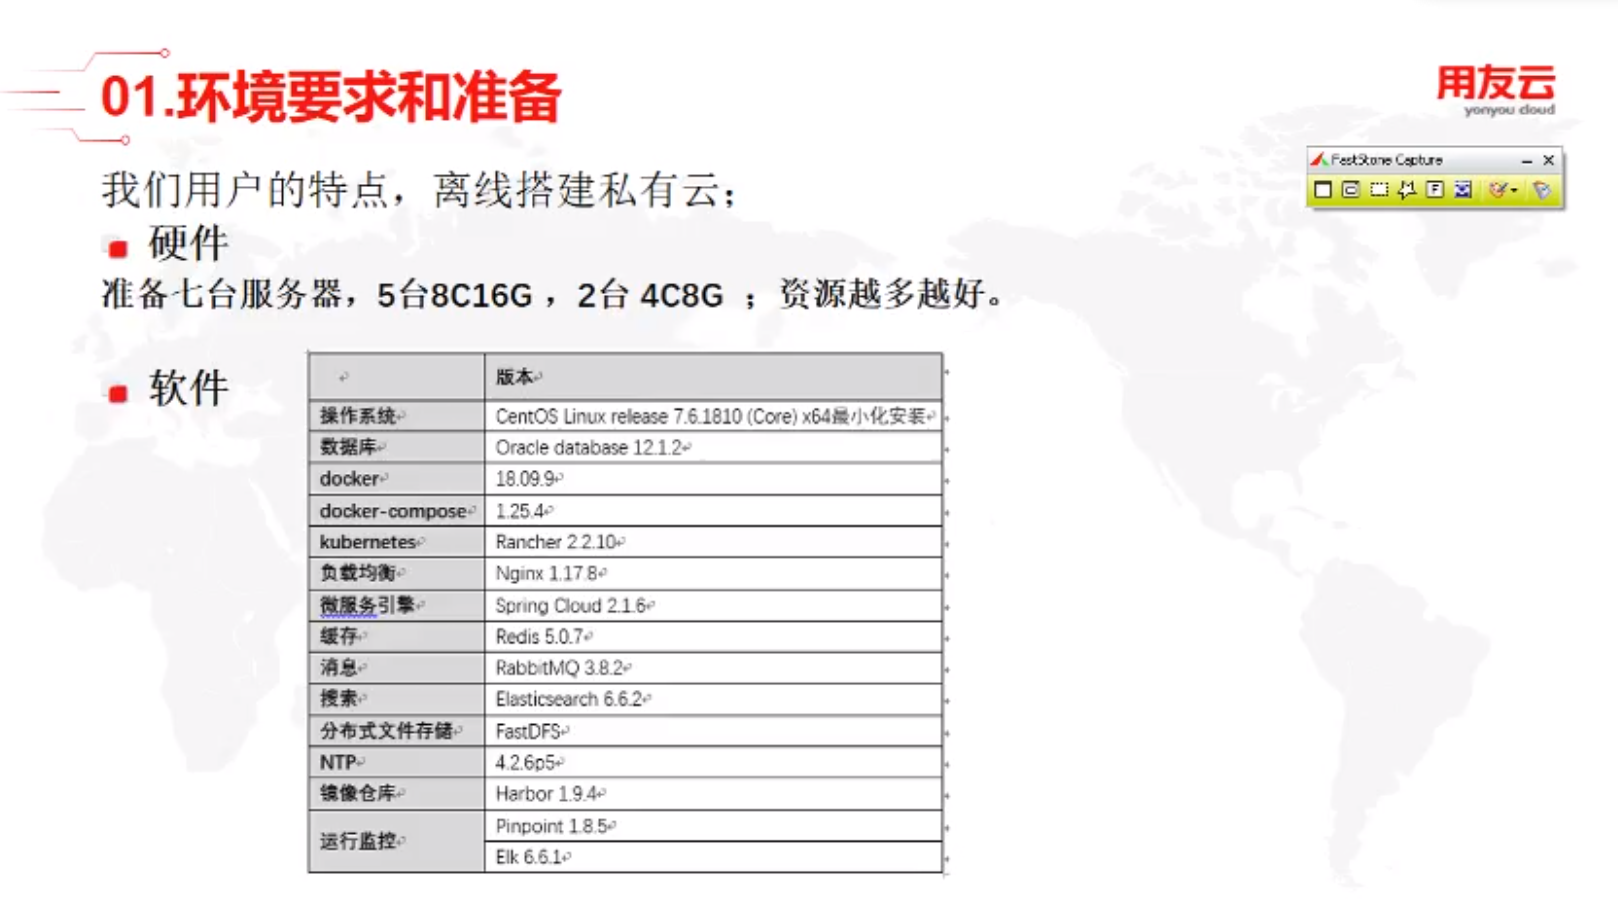 01.环境要求和准备
用友云
yonyou cloud
FastStone Capture
我们用户的特点，离线搭建私有云；
硬件
准备七台服务器，5台8C16G ，2台 4C8G ；资源越多越好。
软件
版本
操作系统 CentOS Linux release 7.6.1810 (Core) x64最小化安装
数据库 Oracle database 12.1.2
docker 18.09.9
docker-compose 1.25.4
kubernetes Rancher 2.2.10
负载均衡 Nginx 1.17.8
微服务引擎 Spring Cloud 2.1.6
缓存 Redis 5.0.7
消息 RabbitMQ 3.8.2
搜索 Elasticsearch 6.6.2
分布式文件存储 FastDFS
NTP 4.2.6p5
镜像仓库 Harbor 1.9.4
运行监控 Pinpoint 1.8.5
Elk 6.6.1